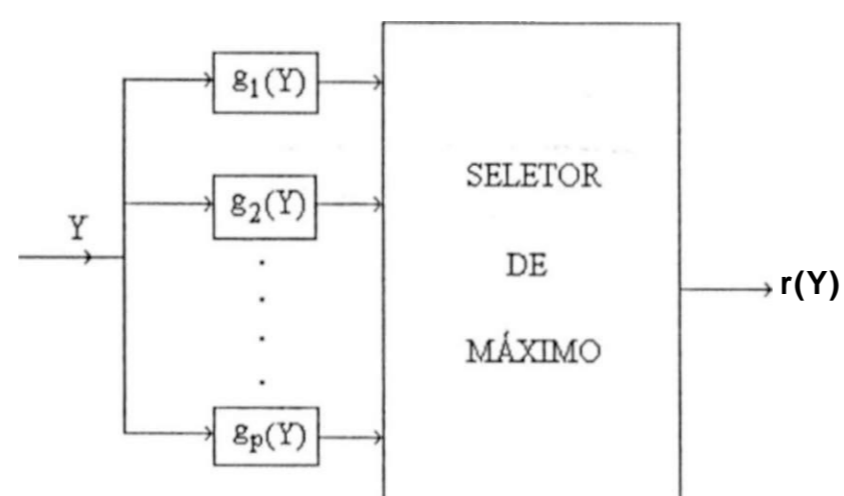 g₁(Y)
g₂(Y)
Y
gₚ(Y)
SELETOR
DE
MÁXIMO
r(Y)